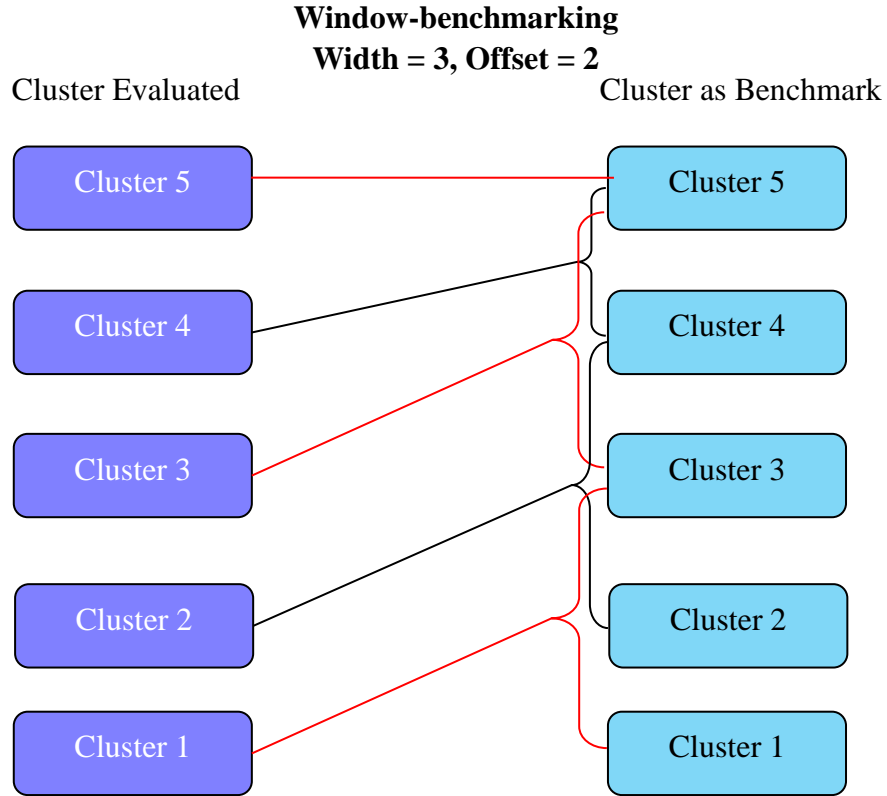 Window-benchmarking
Width = 3, Offset = 2
Cluster Evaluated
Cluster as Benchmark
Cluster 5
Cluster 5
Cluster 4
Cluster 4
Cluster 3
Cluster 3
Cluster 2
Cluster 2
Cluster 1
Cluster 1